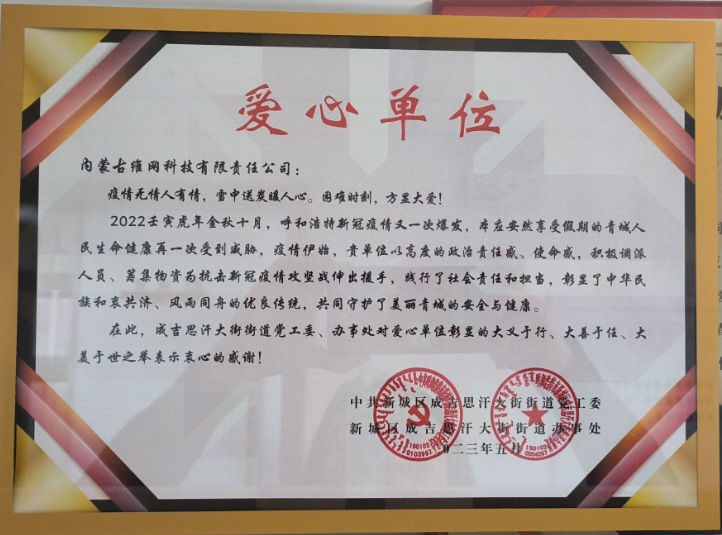 爱心单位
内蒙古维网科技有限责任公司：
疫情无情人有情，雪中送炭暖人心。困难时刻，方显大爱！
2022壬寅虎年金秋十月，呼和浩特新冠疫情又一次爆发，本应安然享受假期的青城人
民生命健康再一次受到威胁，疫情伊始，贵单位以高度的政治责任感、使命感，积极调派
人员、筹集物资为抗击新冠疫情攻坚战伸出援手，践行了社会责任和担当，彰显了中华民
族和衷共济、风雨同舟的优良传统，共同守护了美丽青城的安全与健康。
在此，成吉思汗大街街道党工委、办事处对爱心单位彰显的大义于行、大善于任、大
美于世之举表示衷心的感谢！
中共新城区成吉思汗大街街道党工委
新城区成吉思汗大街街道办事处
二〇二三年五月